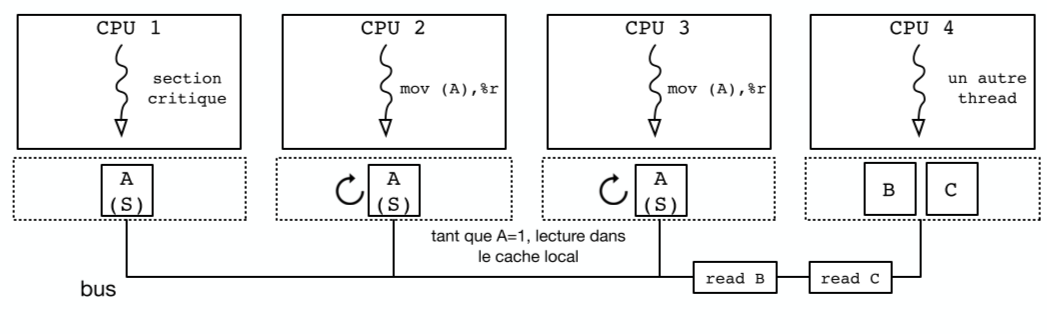 CPU 1
section
critique
A
(S)
CPU 2
mov (A),%r
A
(S)
CPU 3
mov (A),%r
A
(S)
CPU 4
un autre
thread
B
C
tant que A=1, lecture dans
le cache local
bus
read B
read C